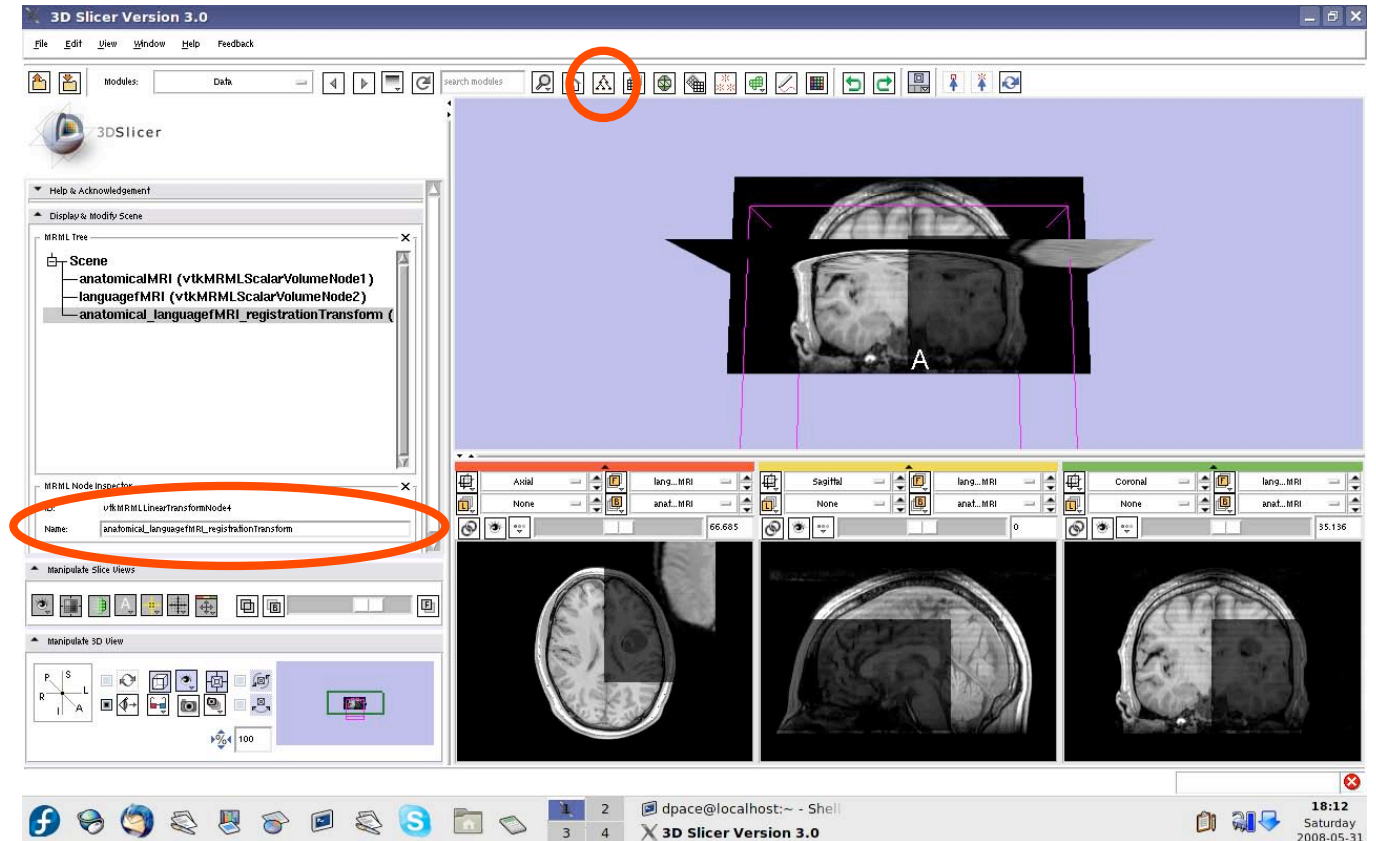 3D Slicer Version 3.0
File Edit View Window Help Feedback
Modules: Data search modules
3DSlicer
Help & Acknowledgement
Display & Modify Scene
MRML Tree
Scene
anatomicalMRI (vtkMRMLScalarVolumeNode1)
languagefMRI (vtkMRMLScalarVolumeNode2)
anatomical_languagefMRI_registrationTransform (
A
MRML Node Inspector
ID: vtkMRMLLinearTransformNode4
Name: anatomical_languagefMRI_registrationTransform
Axial lang...MRI
None anat...MRI
66.685
Sagittal lang...MRI
None anat...MRI
0
Coronal lang...MRI
None anat...MRI
35.136
Manipulate Slice Views
A B F
Manipulate 3D View
P S
R L
I A
% 100
1 2 dpace@localhost:~ - Shell
3 4 3D Slicer Version 3.0
18:12
Saturday
2008-05-31